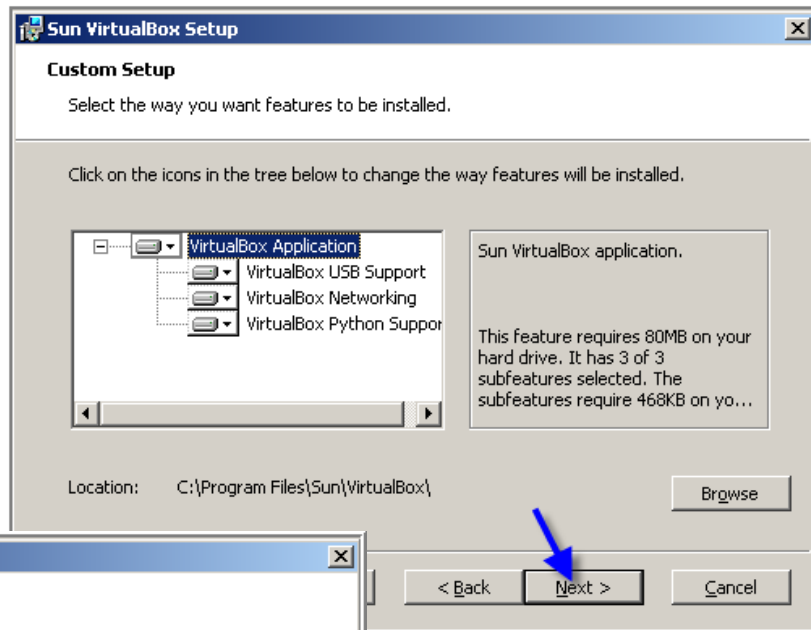 Sun VirtualBox Setup
Custom Setup
Select the way you want features to be installed.
Click on the icons in the tree below to change the way features will be installed.
VirtualBox Application
VirtualBox USB Support
VirtualBox Networking
VirtualBox Python Suppor
Sun VirtualBox application.
This feature requires 80MB on your
hard drive. It has 3 of 3
subfeatures selected. The
subfeatures require 468KB on yo...
Location: C:\Program Files\Sun\VirtualBox\
Browse
< Back Next > Cancel